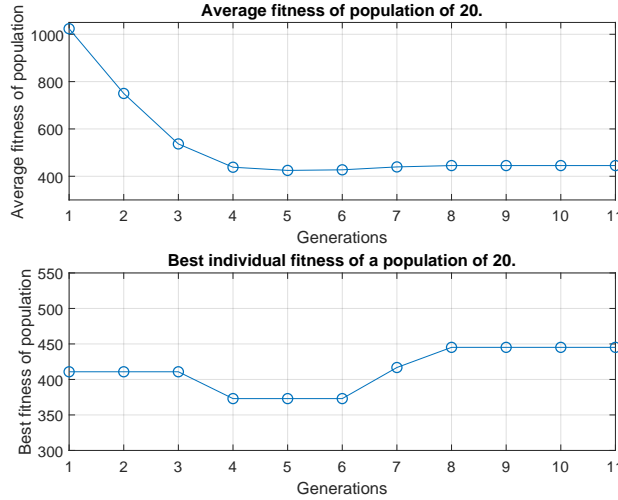 Average fitness of population of 20.
Average fitness of population
1000
800
600
400
1 2 3 4 5 6 7 8 9 10 11
Generations
Best individual fitness of a population of 20.
Best fitness of population
550
500
450
400
350
300
1 2 3 4 5 6 7 8 9 10 11
Generations